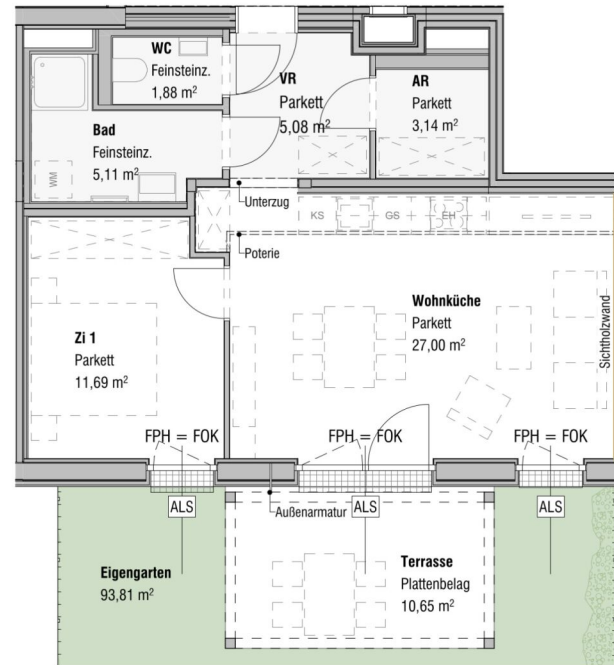 WC
Feinsteinz.
1,88 m²
VR
Parkett
5,08 m²
AR
Parkett
3,14 m²
Bad
Feinsteinz.
5,11 m²
WM
Unterzug
KS
GS
EH
Poterie
Zi 1
Parkett
11,69 m²
Wohnküche
Parkett
27,00 m²
Sichtholzwand
FPH = FOK
FPH = FOK
FPH = FOK
ALS
Außenarmatur
ALS
ALS
Eigengarten
93,81 m²
Terrasse
Plattenbelag
10,65 m²